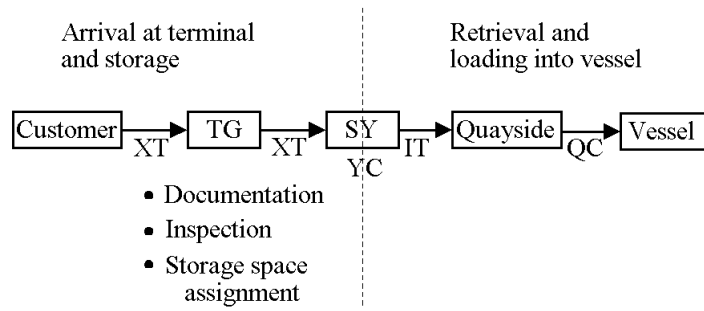 Arrival at terminal
and storage
Retrieval and
loading into vessel
Customer
XT
TG
XT
SY
YC
IT
Quayside
QC
Vessel
• Documentation
• Inspection
• Storage space
assignment